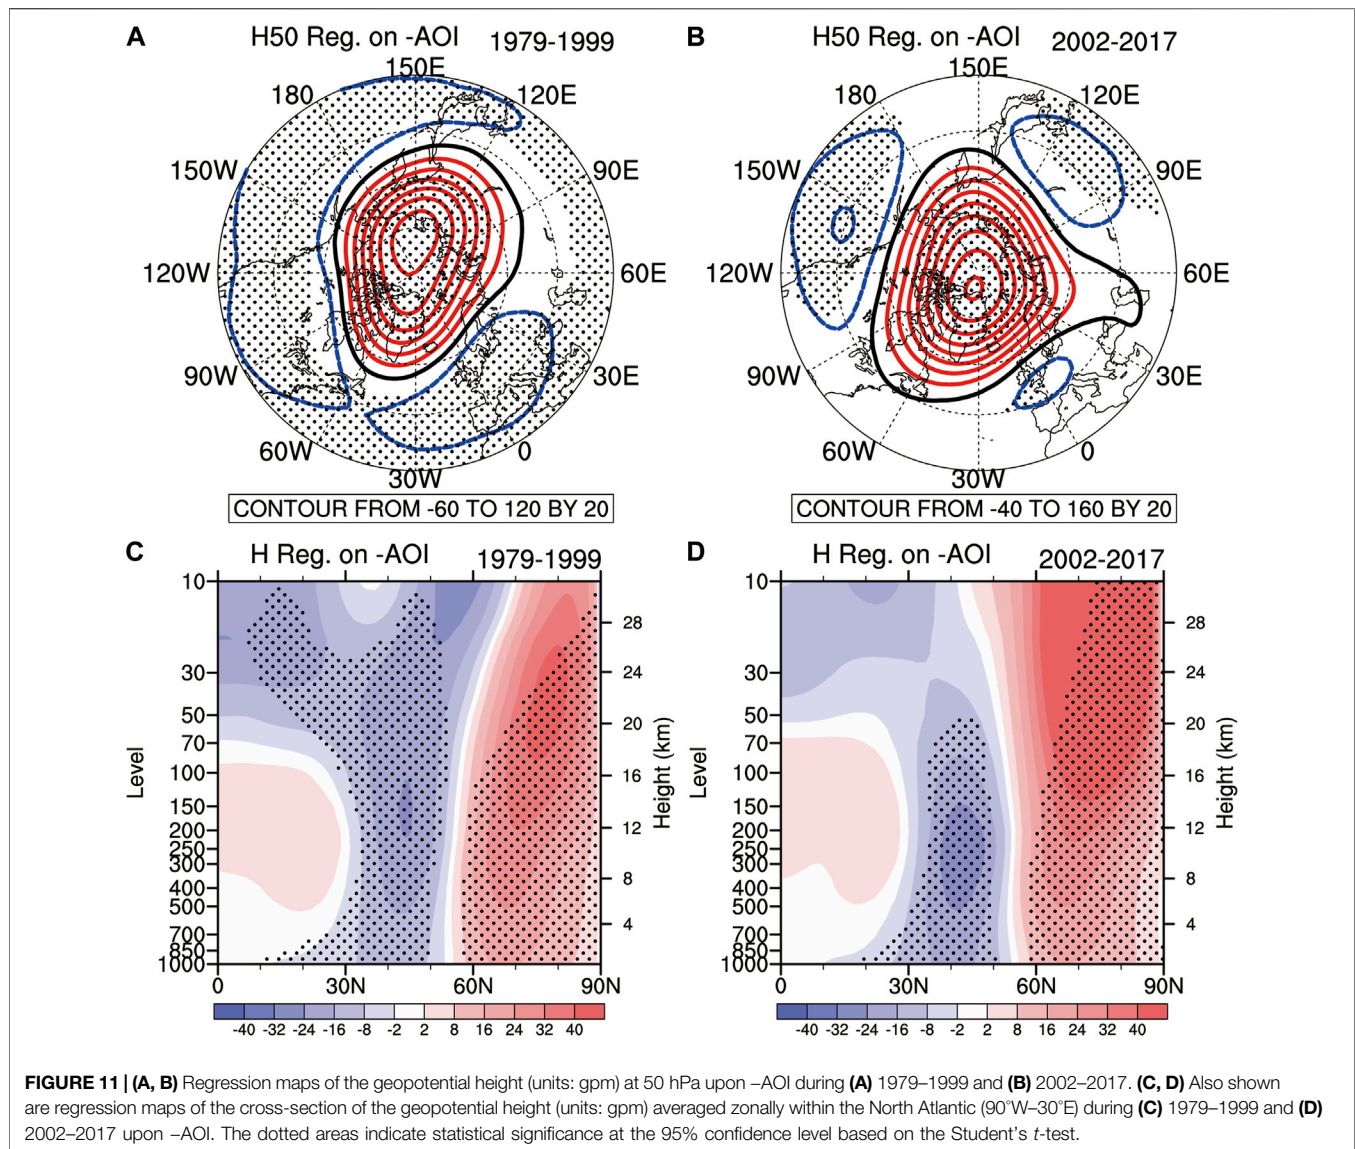 A H50 Reg. on -AOI 1979-1999
150E
180 120E
150W 90E
120W 60E
90W 30E
60W 0
30W
CONTOUR FROM -60 TO 120 BY 20
B H50 Reg. on -AOI 2002-2017
150E
180 120E
150W 90E
120W 60E
90W 30E
60W 0
30W
CONTOUR FROM -40 TO 160 BY 20
C H Reg. on -AOI 1979-1999
Level
10
30
50
70
100
150
200
250
300
400
500
700
850
1000
28
24
20
16
12
8
4
Height (km)
0 30N 60N 90N
-40 -32 -24 -16 -8 -2 2 8 16 24 32 40
D H Reg. on -AOI 2002-2017
Level
10
30
50
70
100
150
200
250
300
400
500
700
850
1000
28
24
20
16
12
8
4
Height (km)
0 30N 60N 90N
-40 -32 -24 -16 -8 -2 2 8 16 24 32 40
FIGURE 11 | (A, B) Regression maps of the geopotential height (units: gpm) at 50 hPa upon –AOI during (A) 1979–1999 and (B) 2002–2017. (C, D) Also shown
are regression maps of the cross-section of the geopotential height (units: gpm) averaged zonally within the North Atlantic (90°W–30°E) during (C) 1979–1999 and (D)
2002–2017 upon –AOI. The dotted areas indicate statistical significance at the 95% confidence level based on the Student's t-test.